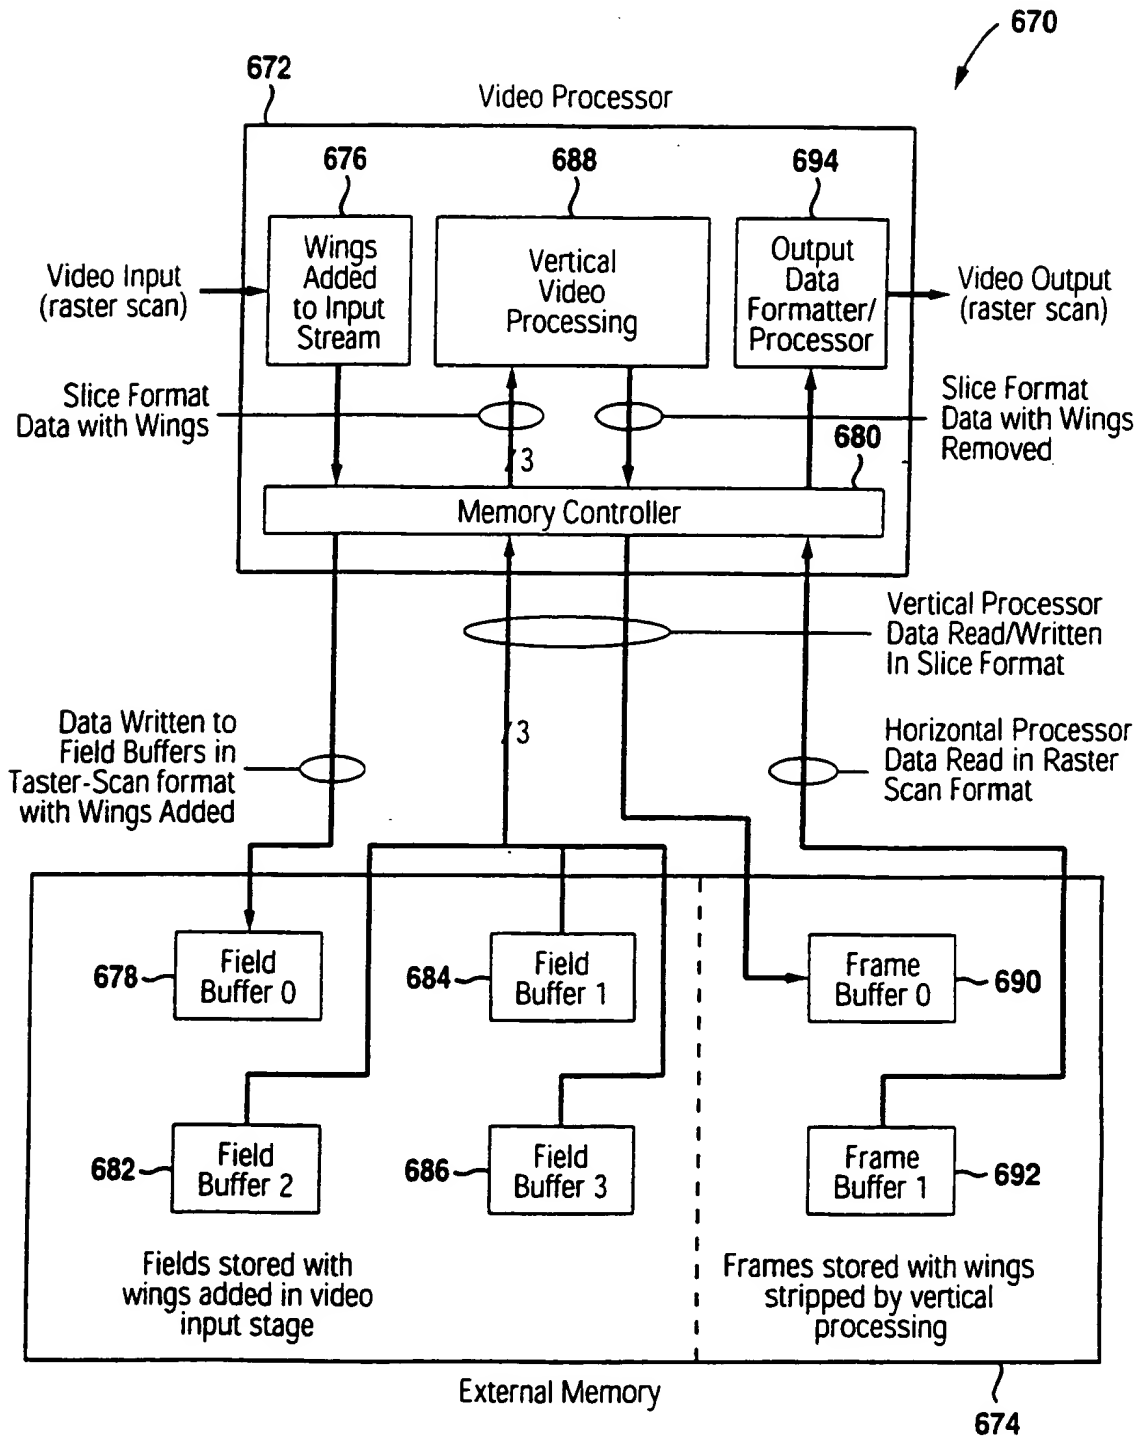 670
672
Video Processor
676
688
694
Wings
Added
to Input
Stream
Vertical
Video
Processing
Output
Data
Formatter/
Processor
Video Input
(raster scan)
Video Output
(raster scan)
Slice Format
Data with Wings
Slice Format
Data with Wings
Removed
680
3
Memory Controller
Vertical Processor
Data Read/Written
In Slice Format
3
Data Written to
Field Buffers in
Taster-Scan format
with Wings Added
Horizontal Processor
Data Read in Raster
Scan Format
678
Field
Buffer 0
684
Field
Buffer 1
Frame
Buffer 0
690
682
Field
Buffer 2
686
Field
Buffer 3
Frame
Buffer 1
692
Fields stored with
wings added in video
input stage
Frames stored with wings
stripped by vertical
processing
External Memory
674